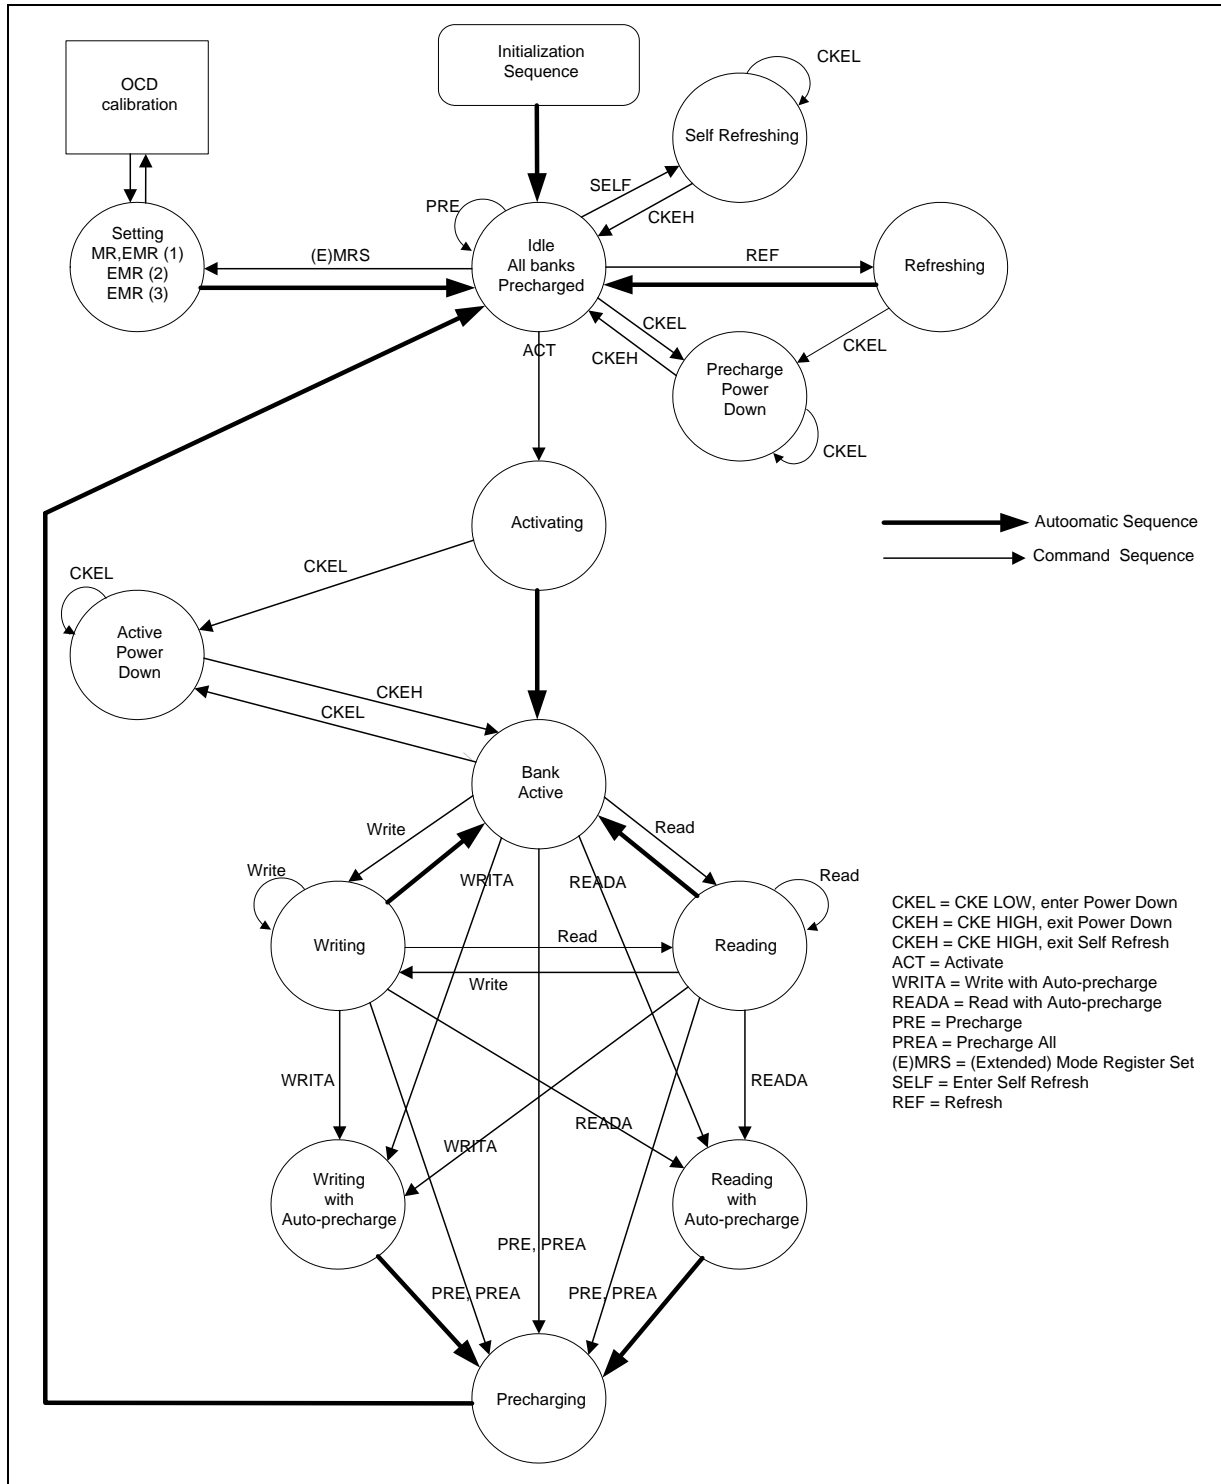 Initialization
Sequence
OCD
calibration
CKEL
Self Refreshing
SELF
CKEH
PRE
Setting
MR,EMR (1)
EMR (2)
EMR (3)
(E)MRS
Idle
All banks
Precharged
REF
Refreshing
CKEL
CKEH
CKEL
ACT
Precharge
Power
Down
CKEL
Activating
Autoomatic Sequence
Command Sequence
CKEL
CKEL
Active
Power
Down
CKEH
CKEL
Bank
Active
Write
Read
Write
WRITA
READA
Read
Writing
Read
Reading
Write
CKEL = CKE LOW, enter Power Down
CKEH = CKE HIGH, exit Power Down
CKEH = CKE HIGH, exit Self Refresh
ACT = Activate
WRITA = Write with Auto-precharge
READA = Read with Auto-precharge
PRE = Precharge
PREA = Precharge All
(E)MRS = (Extended) Mode Register Set
SELF = Enter Self Refresh
REF = Refresh
WRITA
READA
READA
WRITA
Writing
with
Auto-precharge
Reading
with
Auto-precharge
PRE, PREA
PRE, PREA
PRE, PREA
Precharging